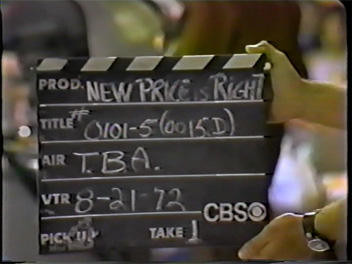 PROD. NEW PRICE IS RIGHT
TITLE # 0101-5 (0015D)
AIR T.B.A.
VTR 8-21-72
CBS
PICK UP TAKE 1